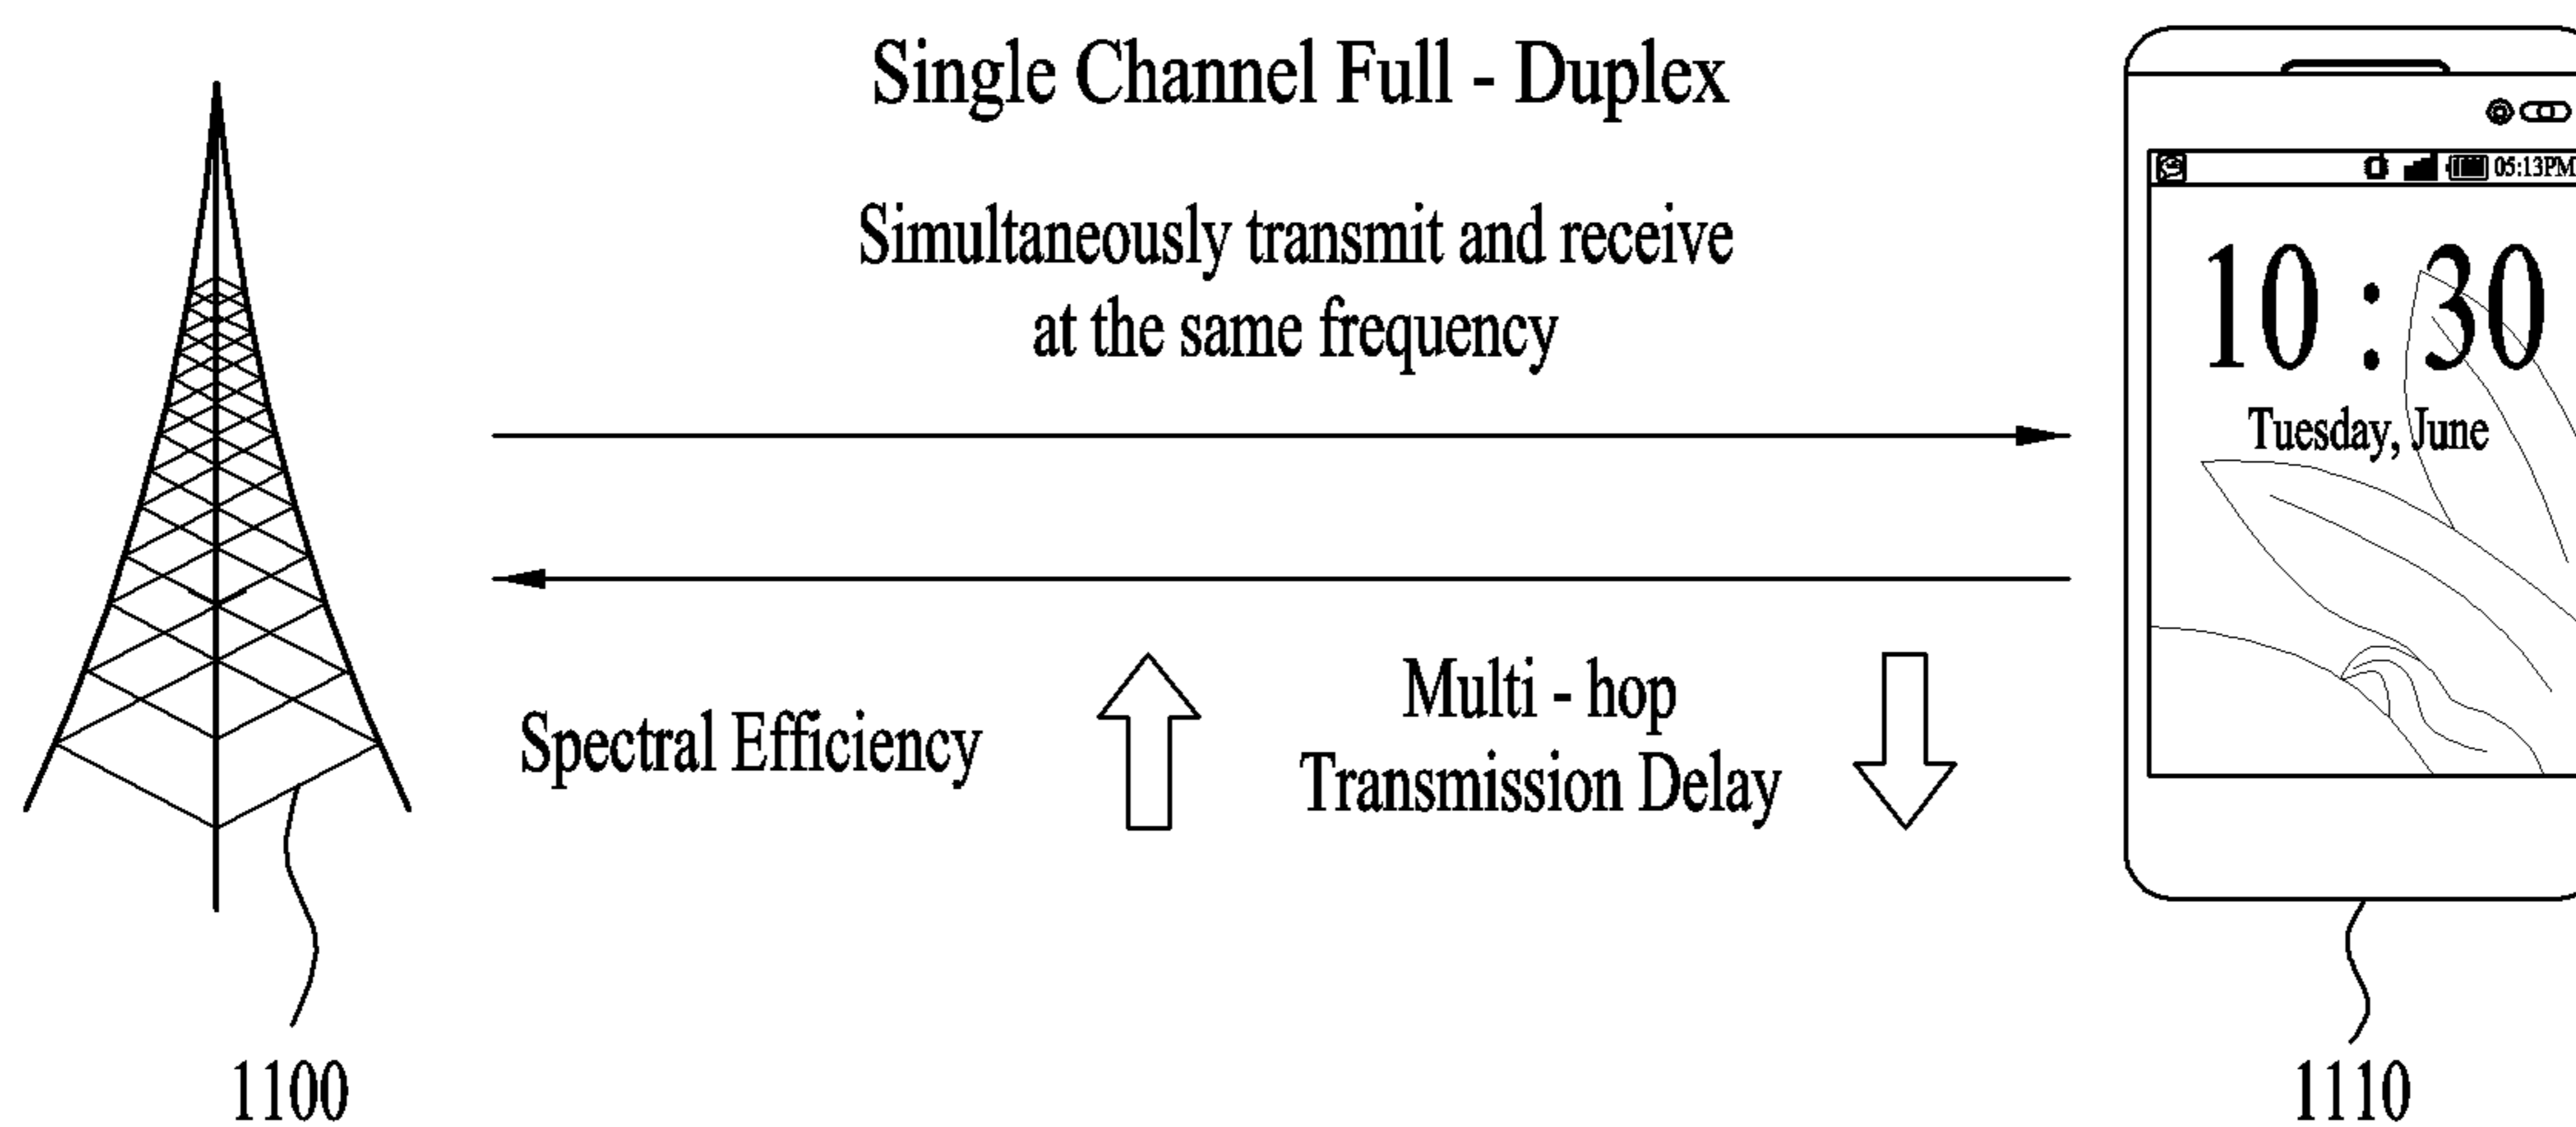 Single Channel Full - Duplex
Simultaneously transmit and receive
at the same frequency
05:13PM
10 : 30
Tuesday, June
Spectral Efficiency
Multi - hop
Transmission Delay
1100
1110